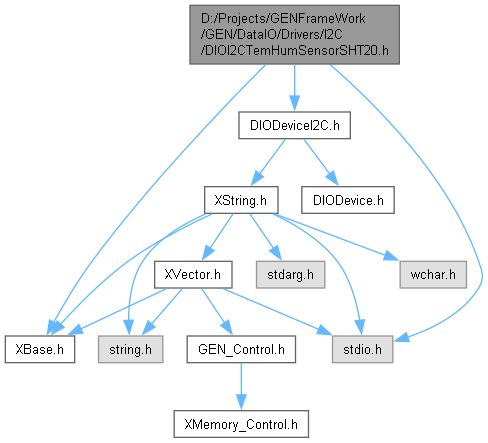 D:/Projects/GENFrameWork
/GEN/DataIO/Drivers/I2C
/DIOI2CTemHumSensorSHT20.h
DIODeviceI2C.h
XString.h
DIODevice.h
XVector.h
stdarg.h
wchar.h
XBase.h
string.h
GEN_Control.h
stdio.h
XMemory_Control.h